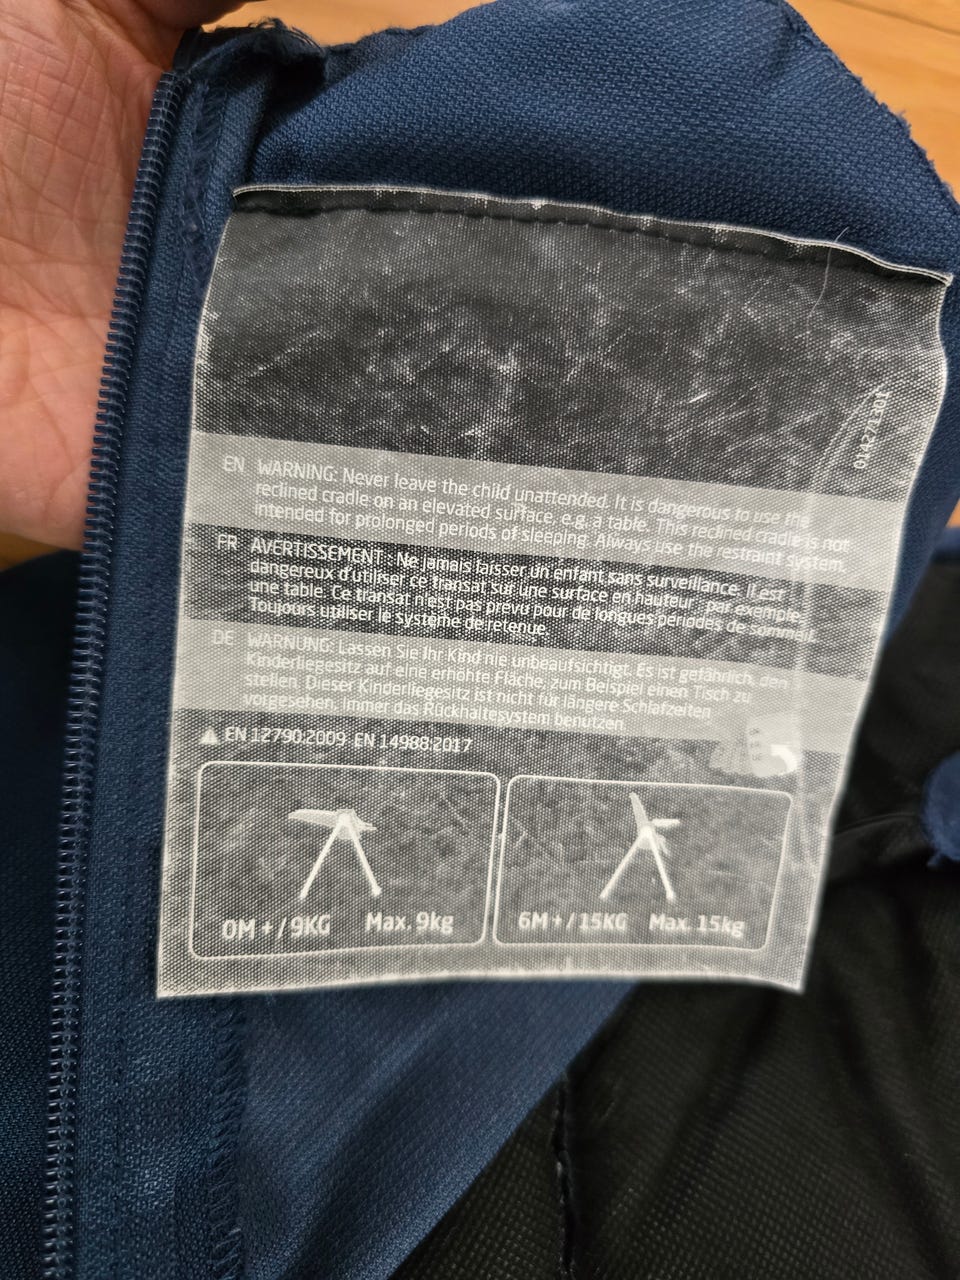 EN WARNING: Never leave the child unattended. It is dangerous to use the
reclined cradle on an elevated surface, e.g. a table. This reclined cradle is not
intended for prolonged periods of sleeping. Always use the restraint system.
FR AVERTISSEMENT : Ne jamais laisser un enfant sans surveillance. Il est
dangereux d'utiliser ce transat sur une surface en hauteur : par exemple,
une table. Ce transat n'est pas prévu pour de longues périodes de sommeil.
Toujours utiliser le système de retenue.
DE WARNUNG: Lassen Sie Ihr Kind nie unbeaufsichtigt. Es ist gefährlich, den
Kinderliegesitz auf eine erhöhte Fläche, zum Beispiel einen Tisch zu
stellen. Dieser Kinderliegesitz ist nicht für längere Schlafzeiten
vorgesehen. Immer das Rückhaltesystem benutzen.
EN 12790:2009 EN 14988:2017
0M + / 9KG Max. 9kg
6M + / 15KG Max. 15kg